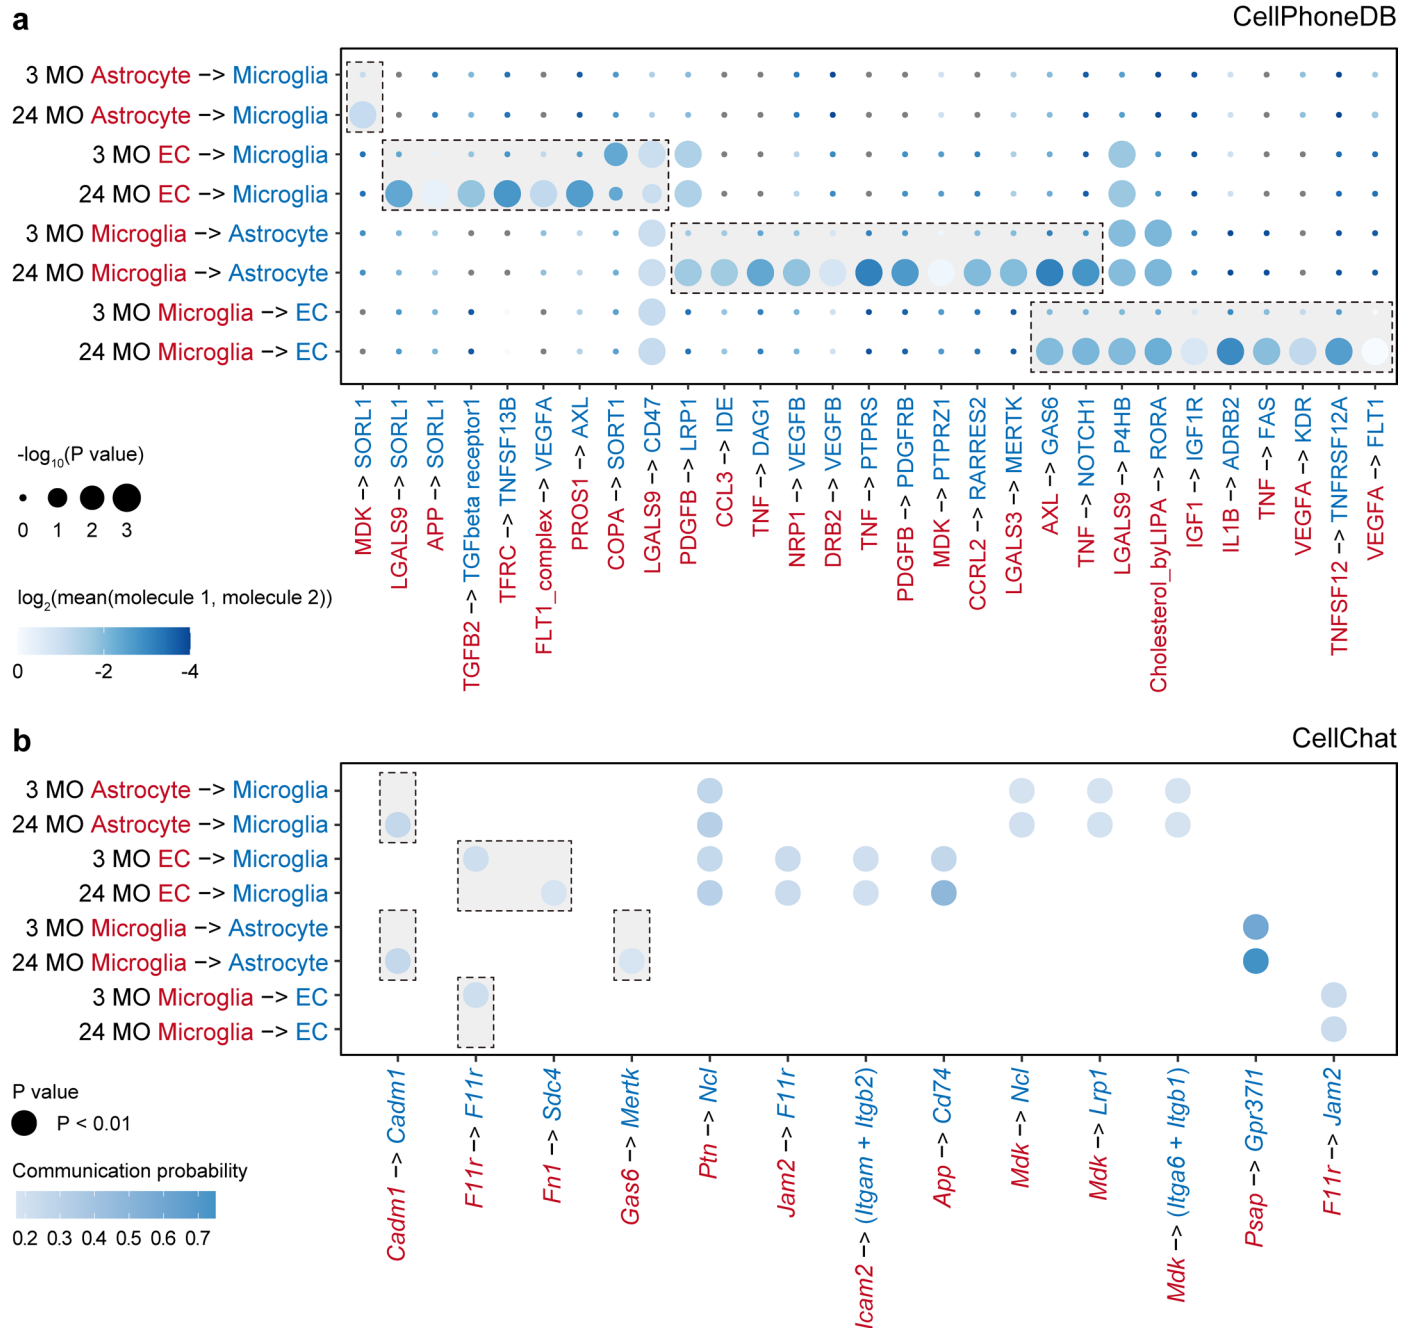 a
CellPhoneDB
3 MO Astrocyte −> Microglia
24 MO Astrocyte −> Microglia
3 MO EC −> Microglia
24 MO EC −> Microglia
3 MO Microglia −> Astrocyte
24 MO Microglia −> Astrocyte
3 MO Microglia −> EC
24 MO Microglia −> EC
MDK −> SORL1
LGALS9 −> SORL1
APP −> SORL1
TGFB2 −> TGFbeta receptor1
TFRC −> TNFSF13B
FLT1_complex −> VEGFA
PROS1 −> AXL
COPA −> SORT1
LGALS9 −> CD47
PDGFB −> LRP1
CCL3 −> IDE
TNF −> DAG1
NRP1 −> VEGFB
DRB2 −> VEGFB
TNF −> PTPRS
PDGFB −> PDGFRB
MDK −> PTPRZ1
CCRL2 −> RARRES2
LGALS3 −> MERTK
AXL −> GAS6
TNF −> NOTCH1
LGALS9 −> P4HB
Cholesterol_byLIPA −> RORA
IGF1 −> IGF1R
IL1B −> ADRB2
TNF −> FAS
VEGFA −> KDR
TNFSF12 −> TNFRSF12A
VEGFA −> FLT1
-log10(P value)
0 1 2 3
log2(mean(molecule 1, molecule 2))
0 -2 -4
b
CellChat
3 MO Astrocyte −> Microglia
24 MO Astrocyte −> Microglia
3 MO EC −> Microglia
24 MO EC −> Microglia
3 MO Microglia −> Astrocyte
24 MO Microglia −> Astrocyte
3 MO Microglia −> EC
24 MO Microglia −> EC
Cadm1 −> Cadm1
F11r −> F11r
Fn1 −> Sdc4
Gas6 −> Mertk
Ptn −> Ncl
Jam2 −> F11r
Icam2 −> (Itgam + Itgb2)
App −> Cd74
Mdk −> Ncl
Mdk −> Lrp1
Mdk −> (Itga6 + Itgb1)
Psap −> Gpr37l1
F11r −> Jam2
P value
P < 0.01
Communication probability
0.2 0.3 0.4 0.5 0.6 0.7